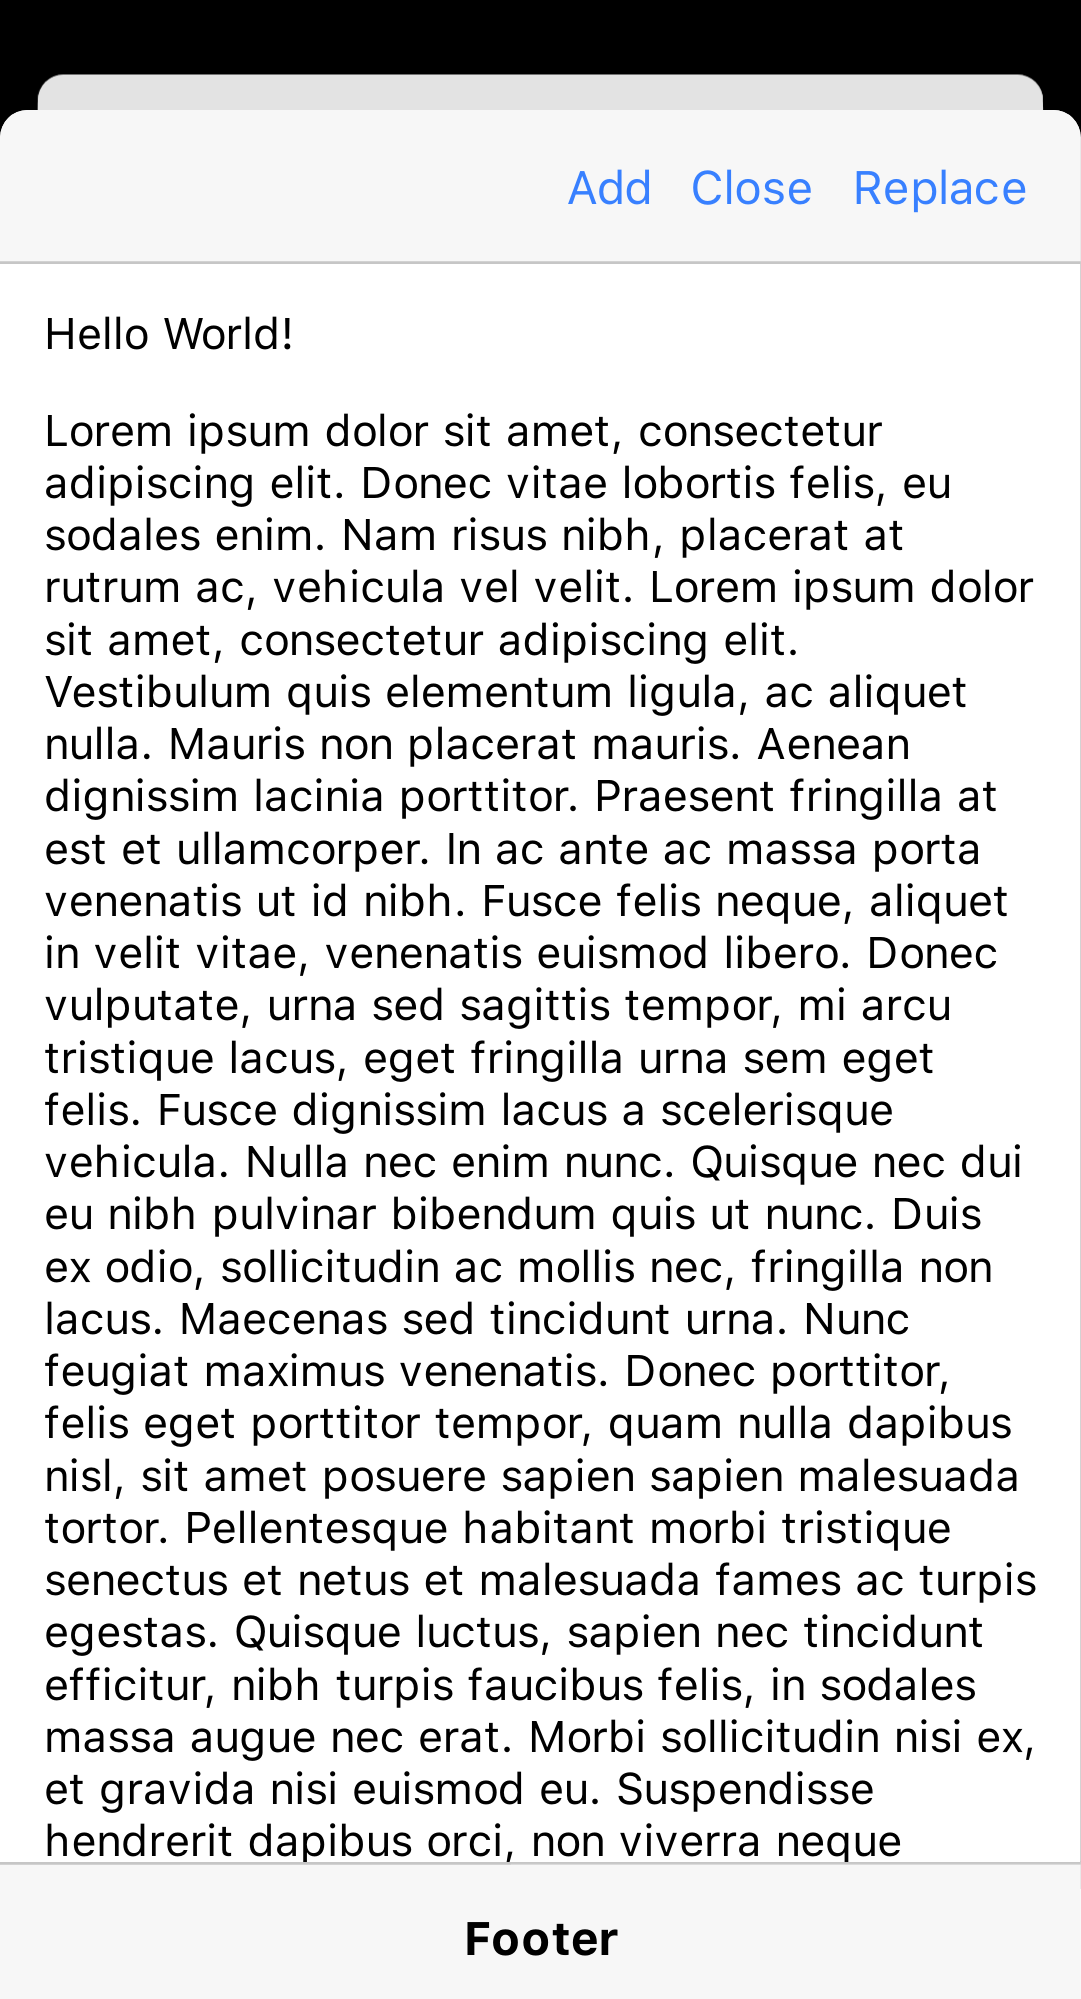 Add Close Replace
Hello World!
Lorem ipsum dolor sit amet, consectetur
adipiscing elit. Donec vitae lobortis felis, eu
sodales enim. Nam risus nibh, placerat at
rutrum ac, vehicula vel velit. Lorem ipsum dolor
sit amet, consectetur adipiscing elit.
Vestibulum quis elementum ligula, ac aliquet
nulla. Mauris non placerat mauris. Aenean
dignissim lacinia porttitor. Praesent fringilla at
est et ullamcorper. In ac ante ac massa porta
venenatis ut id nibh. Fusce felis neque, aliquet
in velit vitae, venenatis euismod libero. Donec
vulputate, urna sed sagittis tempor, mi arcu
tristique lacus, eget fringilla urna sem eget
felis. Fusce dignissim lacus a scelerisque
vehicula. Nulla nec enim nunc. Quisque nec dui
eu nibh pulvinar bibendum quis ut nunc. Duis
ex odio, sollicitudin ac mollis nec, fringilla non
lacus. Maecenas sed tincidunt urna. Nunc
feugiat maximus venenatis. Donec porttitor,
felis eget porttitor tempor, quam nulla dapibus
nisl, sit amet posuere sapien sapien malesuada
tortor. Pellentesque habitant morbi tristique
senectus et netus et malesuada fames ac turpis
egestas. Quisque luctus, sapien nec tincidunt
efficitur, nibh turpis faucibus felis, in sodales
massa augue nec erat. Morbi sollicitudin nisi ex,
et gravida nisi euismod eu. Suspendisse
hendrerit dapibus orci, non viverra neque
Footer